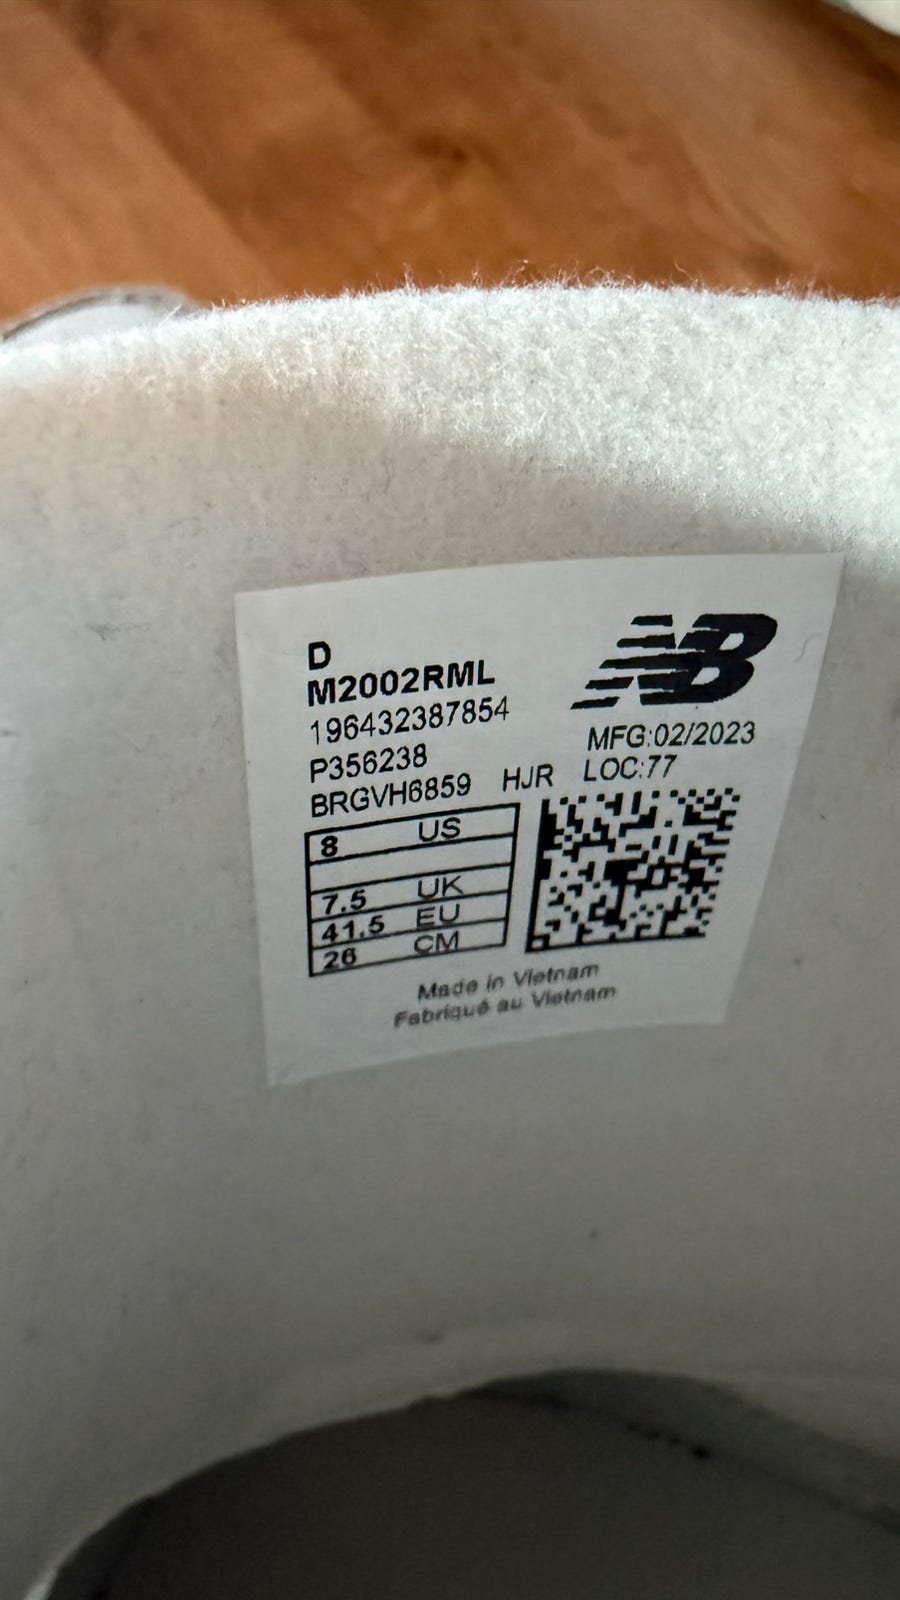 D
M2002RML
196432387854
P356238
BRGVH6859 HJR
NB
MFG:02/2023
LOC:77
8 US
7.5 UK
41.5 EU
26 CM
Made in Vietnam
Fabriqué au Vietnam